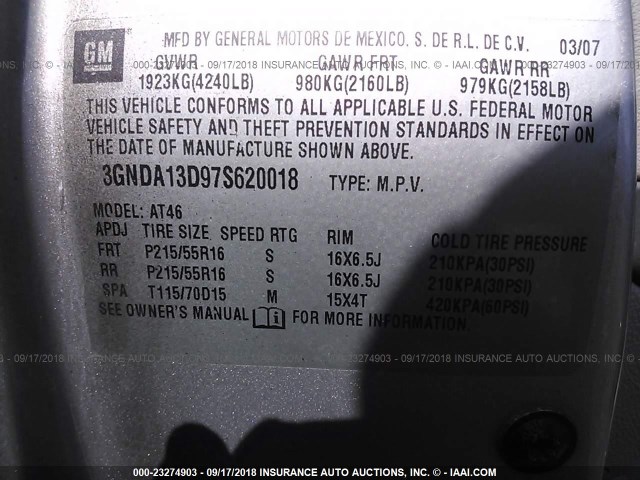 GM
MFD BY GENERAL MOTORS DE MEXICO. S. DE R.L. DE C.V. 03/07
GVWR GAWR FRT GAWR RR
1923KG(4240LB) 980KG(2160LB) 979KG(2158LB)
THIS VEHICLE CONFORMS TO ALL APPLICABLE U.S. FEDERAL MOTOR
VEHICLE SAFETY AND THEFT PREVENTION STANDARDS IN EFFECT ON
THE DATE OF MANUFACTURE SHOWN ABOVE.
3GNDA13D97S620018 TYPE: M.P.V.
MODEL: AT46
APDJ TIRE SIZE SPEED RTG RIM COLD TIRE PRESSURE
FRT P215/55R16 S 16X6.5J 210KPA(30PSI)
RR P215/55R16 S 16X6.5J 210KPA(30PSI)
SPA T115/70D15 M 15X4T 420KPA(60PSI)
SEE OWNER'S MANUAL i FOR MORE INFORMATION
000-23274903 - 09/17/2018 INSURANCE AUTO AUCTIONS, INC. - IAAI.COM